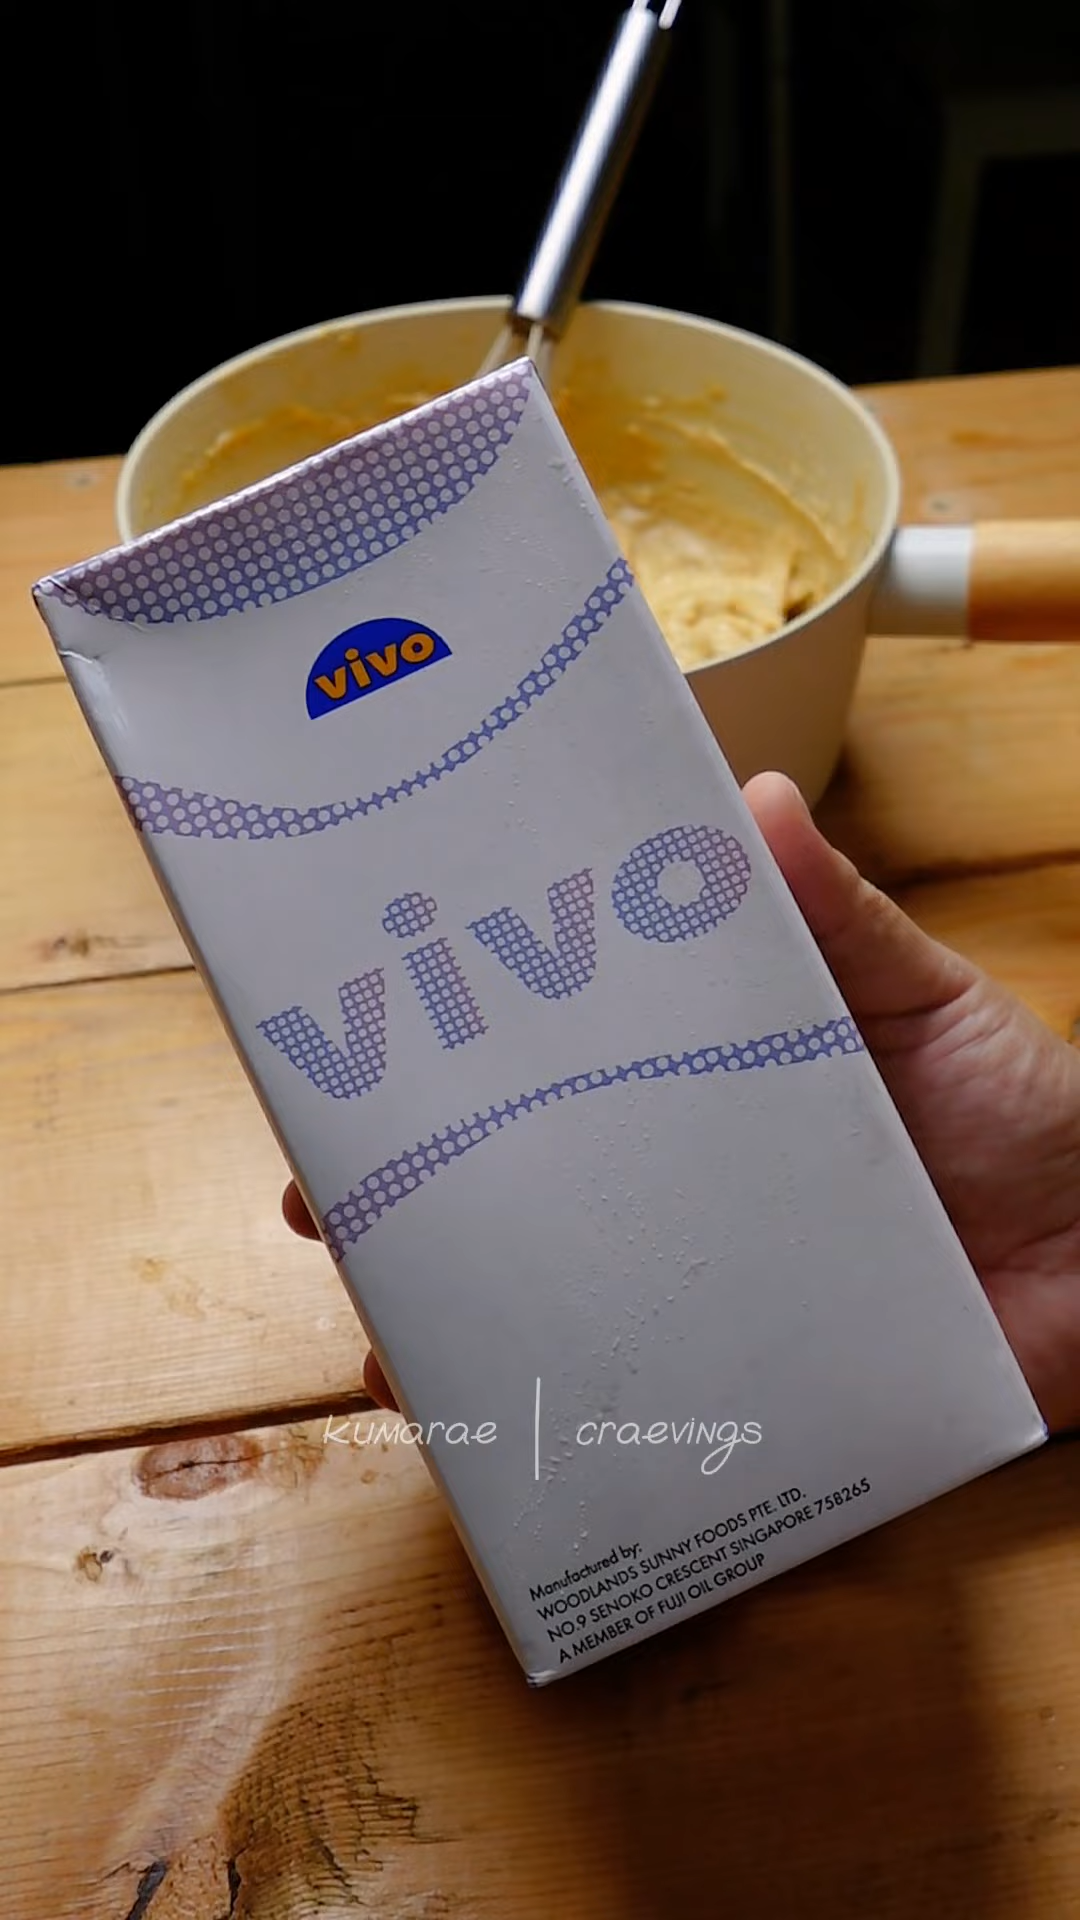 vivo
vivo
kumarae | craevings
Manufactured by:
WOODLANDS SUNNY FOODS PTE. LTD.
NO.9 SENOKO CRESCENT SINGAPORE 758265
A MEMBER OF FUJI OIL GROUP